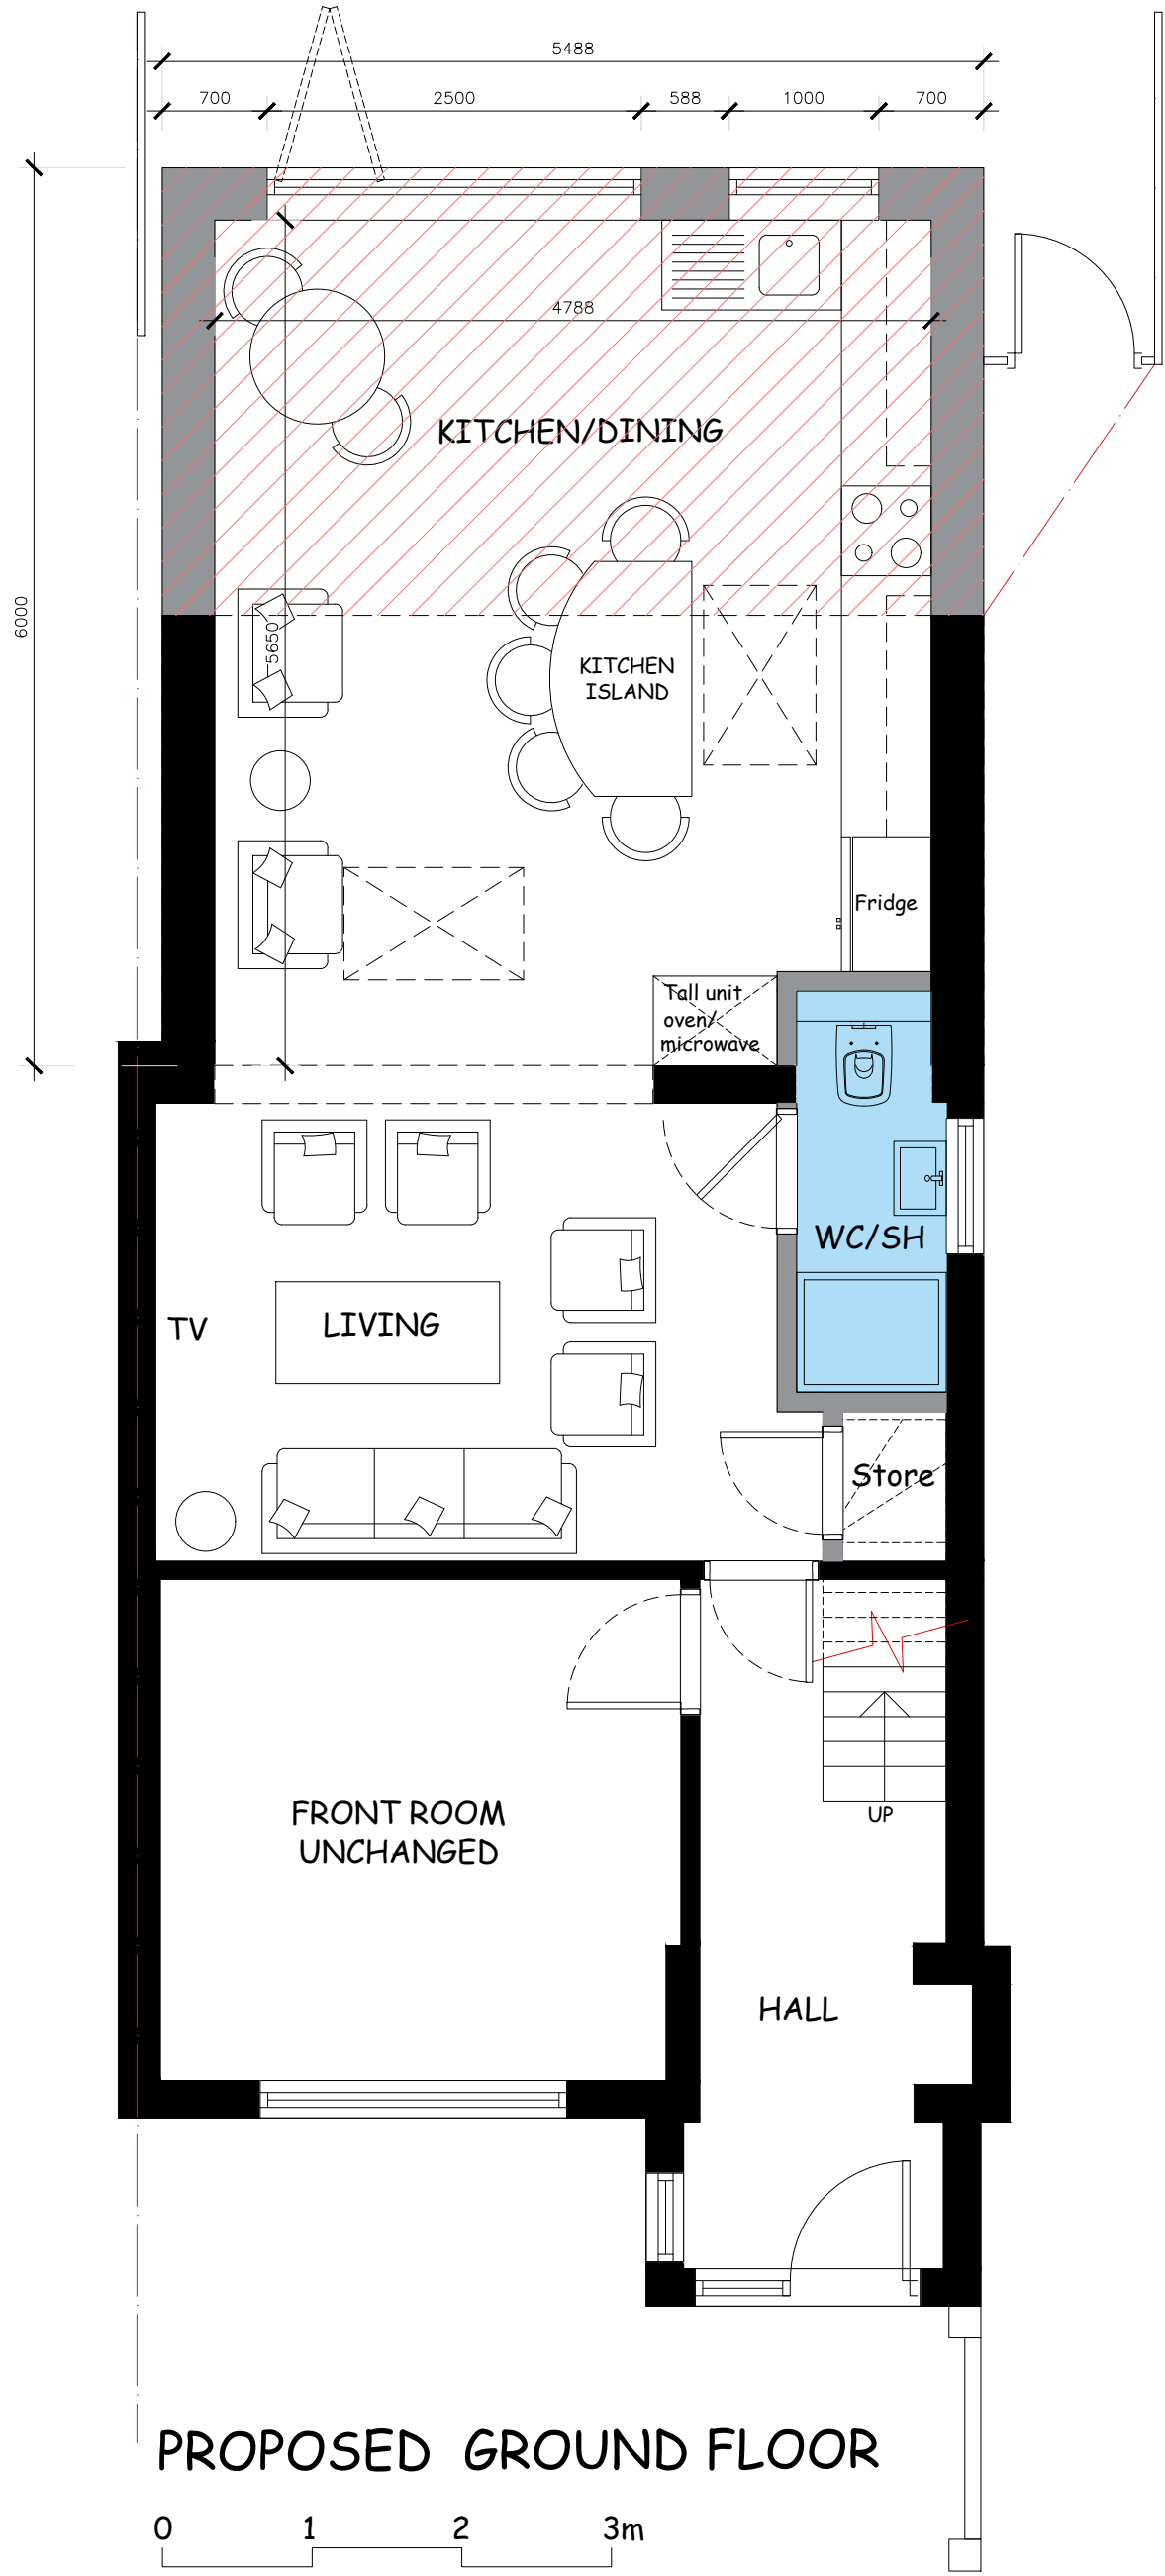 5488
700 2500 588 1000 700
4788
KITCHEN/DINING
6000
5650
KITCHEN
ISLAND
Fridge
Tall unit
oven/
microwave
WC/SH
TV
LIVING
Store
FRONT ROOM
UNCHANGED
UP
HALL
PROPOSED GROUND FLOOR
0 1 2 3m